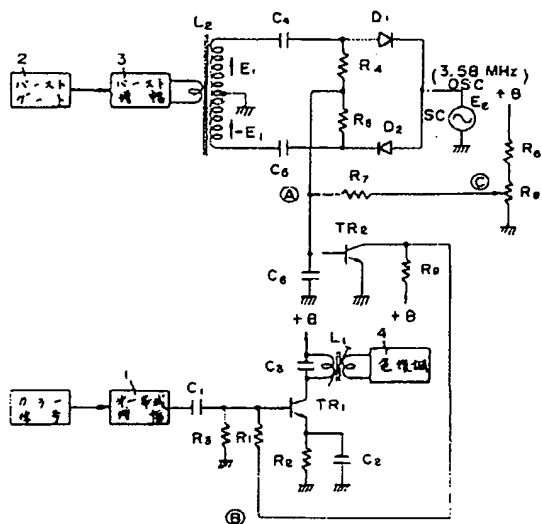 L₂
C₄
D₁
2
3
バースト
ゲート
バースト
増幅
E₁
R₄
-E₁
R₅
D₂
C₅
(3.58 MHz)
OSC
SC
E₂
+B
R₆
R₈
R₇
Ⓐ
Ⓒ
TR₂
C₆
R₉
+B
C₃
L₁
4
色復調
カラー
信号
1
C₁
TR₁
R₃
R₁
R₂
C₂
Ⓑ